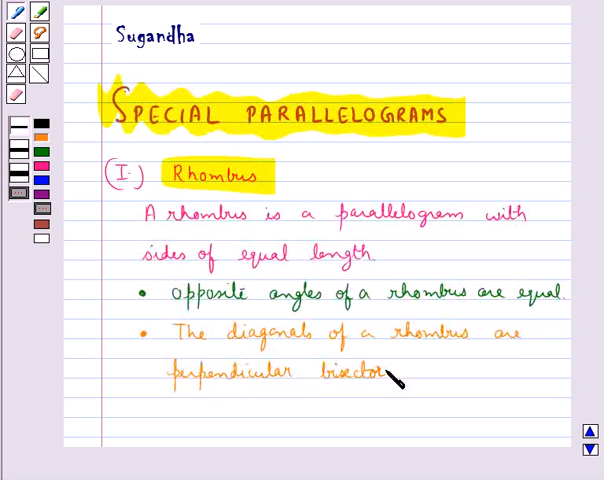 Sugandha
SPECIAL PARALLELOGRAMS
(I.) Rhombus
A rhombus is a parallelogram with
sides of equal length.
• Opposite angles of a rhombus are equal.
• The diagonals of a rhombus are
perpendicular bisector